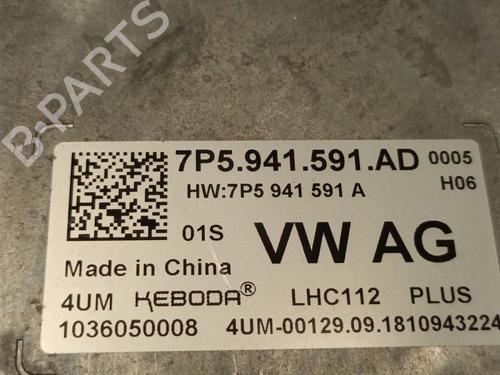 B-PARTS
7P5.941.591.AD 0005
HW:7P5 941 591 A H06
01S VW AG
Made in China
4UM KEBODA® LHC112 PLUS
1036050008 4UM-00129.09.1810943224